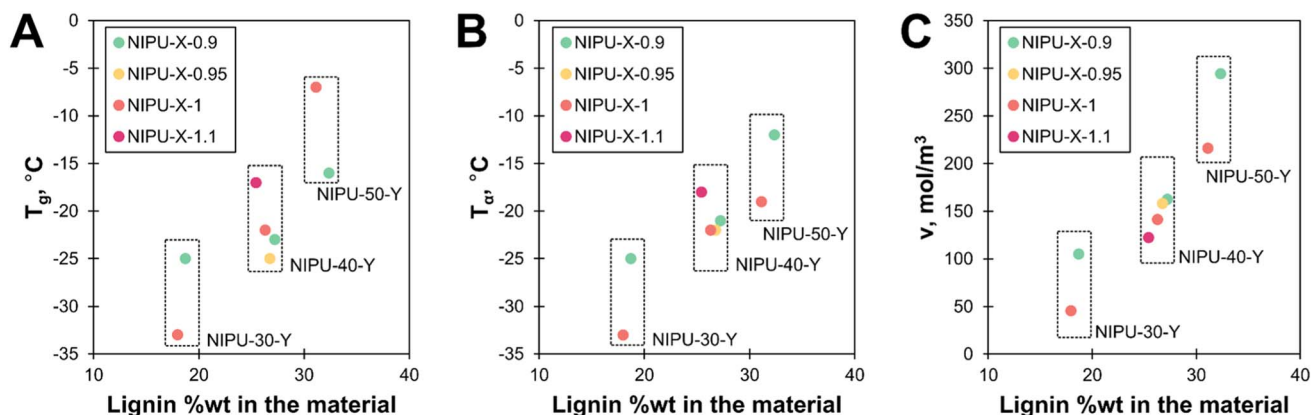 A
NIPU-X-0.9
NIPU-X-0.95
NIPU-X-1
NIPU-X-1.1
NIPU-50-Y
NIPU-40-Y
NIPU-30-Y
0
-5
-10
-15
-20
-25
-30
-35
10
20
30
40
Tg, °C
Lignin %wt in the material
B
NIPU-X-0.9
NIPU-X-0.95
NIPU-X-1
NIPU-X-1.1
NIPU-50-Y
NIPU-40-Y
NIPU-30-Y
0
-5
-10
-15
-20
-25
-30
-35
10
20
30
40
Tα, °C
Lignin %wt in the material
C
NIPU-X-0.9
NIPU-X-0.95
NIPU-X-1
NIPU-X-1.1
NIPU-50-Y
NIPU-40-Y
NIPU-30-Y
350
300
250
200
150
100
50
0
10
20
30
40
ν, mol/m³
Lignin %wt in the material